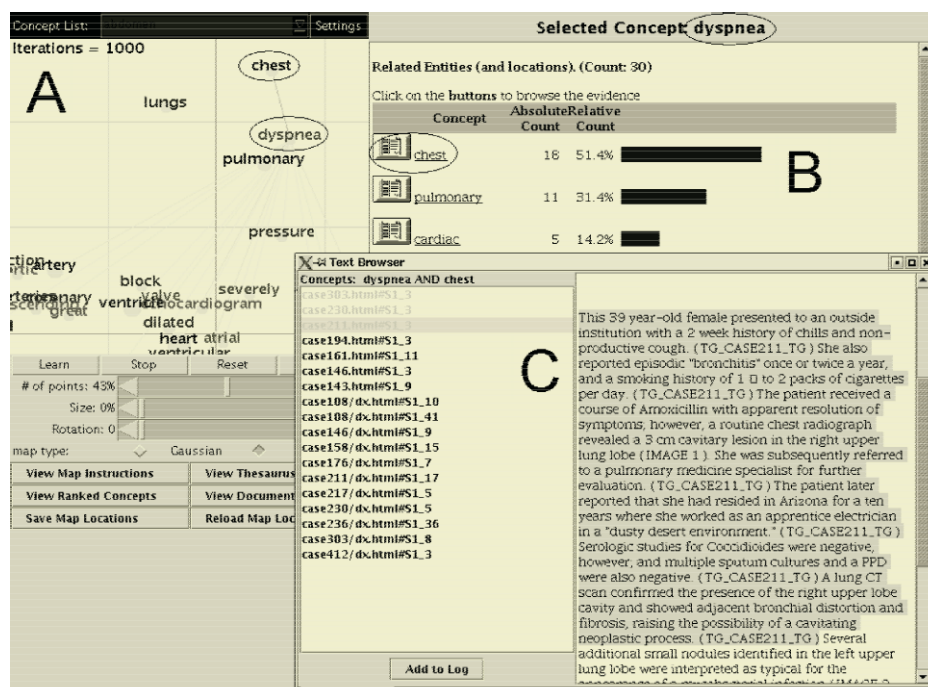 Concept List:
Settings
Iterations = 1000
A
chest
lungs
dyspnea
pulmonary
pressure
artery
block
valve
severely
ventricle
great
dilated
heart atrial
ventricular
Learn
Stop
Reset
# of points: 43%
Size: 0%
Rotation: 0
map type:
Gaussian
View Map Instructions
View Thesaurus
View Ranked Concepts
View Document
Save Map Locations
Reload Map Loc
Selected Concept: dyspnea
Related Entities (and locations). (Count: 30)
Click on the buttons to browse the evidence
Concept
Absolute Count
Relative Count
chest 18 51.4%
B
pulmonary 11 31.4%
cardiac 5 14.2%
Text Browser
Concepts: dyspnea AND chest
case303.html#S1_3
case230.html#S1_3
case211.html#S1_3
case194.html#S1_3
case161.html#S1_11
case146.html#S1_3
case143.html#S1_9
case108/dx.html#S1_10
case108/dx.html#S1_41
case146/dx.html#S1_9
case158/dx.html#S1_15
case176/dx.html#S1_7
case211/dx.html#S1_17
case217/dx.html#S1_5
case230/dx.html#S1_5
case236/dx.html#S1_36
case303/dx.html#S1_8
case412/dx.html#S1_3
Add to Log
C
This 39 year-old female presented to an outside
institution with a 2 week history of chills and non-
productive cough. (TG_CASE211_TG) She also
reported episodic "bronchitis" once or twice a year,
and a smoking history of 1 to 2 packs of cigarettes
per day. (TG_CASE211_TG) The patient received a
course of Amoxicillin with apparent resolution of
symptoms; however, a routine chest radiograph
revealed a 3 cm cavitary lesion in the right upper
lung lobe (IMAGE 1). She was subsequently referred
to a pulmonary medicine specialist for further
evaluation. (TG_CASE211_TG) The patient later
reported that she had resided in Arizona for a ten
years where she worked as an apprentice electrician
in a "dusty desert environment." (TG_CASE211_TG)
Serologic studies for Coccidioides were negative,
however, and multiple sputum cultures and a PPD
were also negative. (TG_CASE211_TG) A lung CT
scan confirmed the presence of the right upper lobe
cavity and showed adjacent bronchial distortion and
fibrosis, raising the possibility of a cavitating
neoplastic process. (TG_CASE211_TG) Several
additional small nodules identified in the left upper
lung lobe were interpreted as typical for the